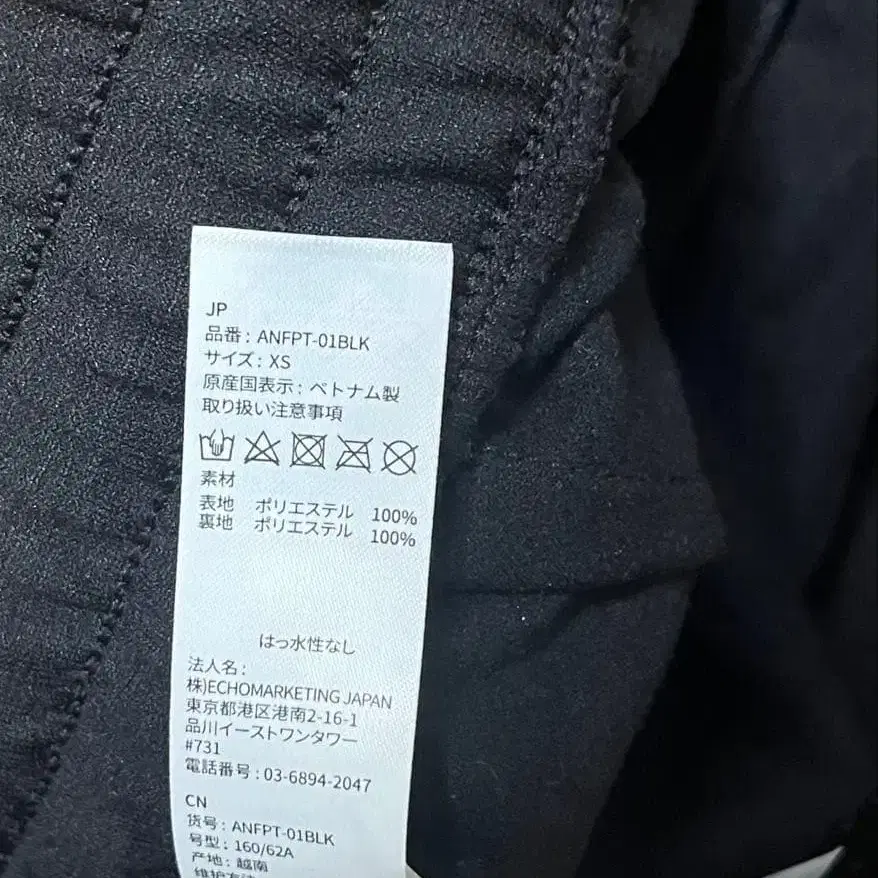 JP
品番 : ANFPT-01BLK
サイズ : XS
原産国表示 : ベトナム製
取り扱い注意事項
素材
表地 ポリエステル 100%
裏地 ポリエステル 100%
はっ水性なし
法人名 :
株)ECHOMARKETING JAPAN
東京都港区港南2-16-1
品川イーストワンタワー
#731
電話番号 : 03-6894-2047
CN
货号 : ANFPT-01BLK
号型 : 160/62A
产地 : 越南
维护方法